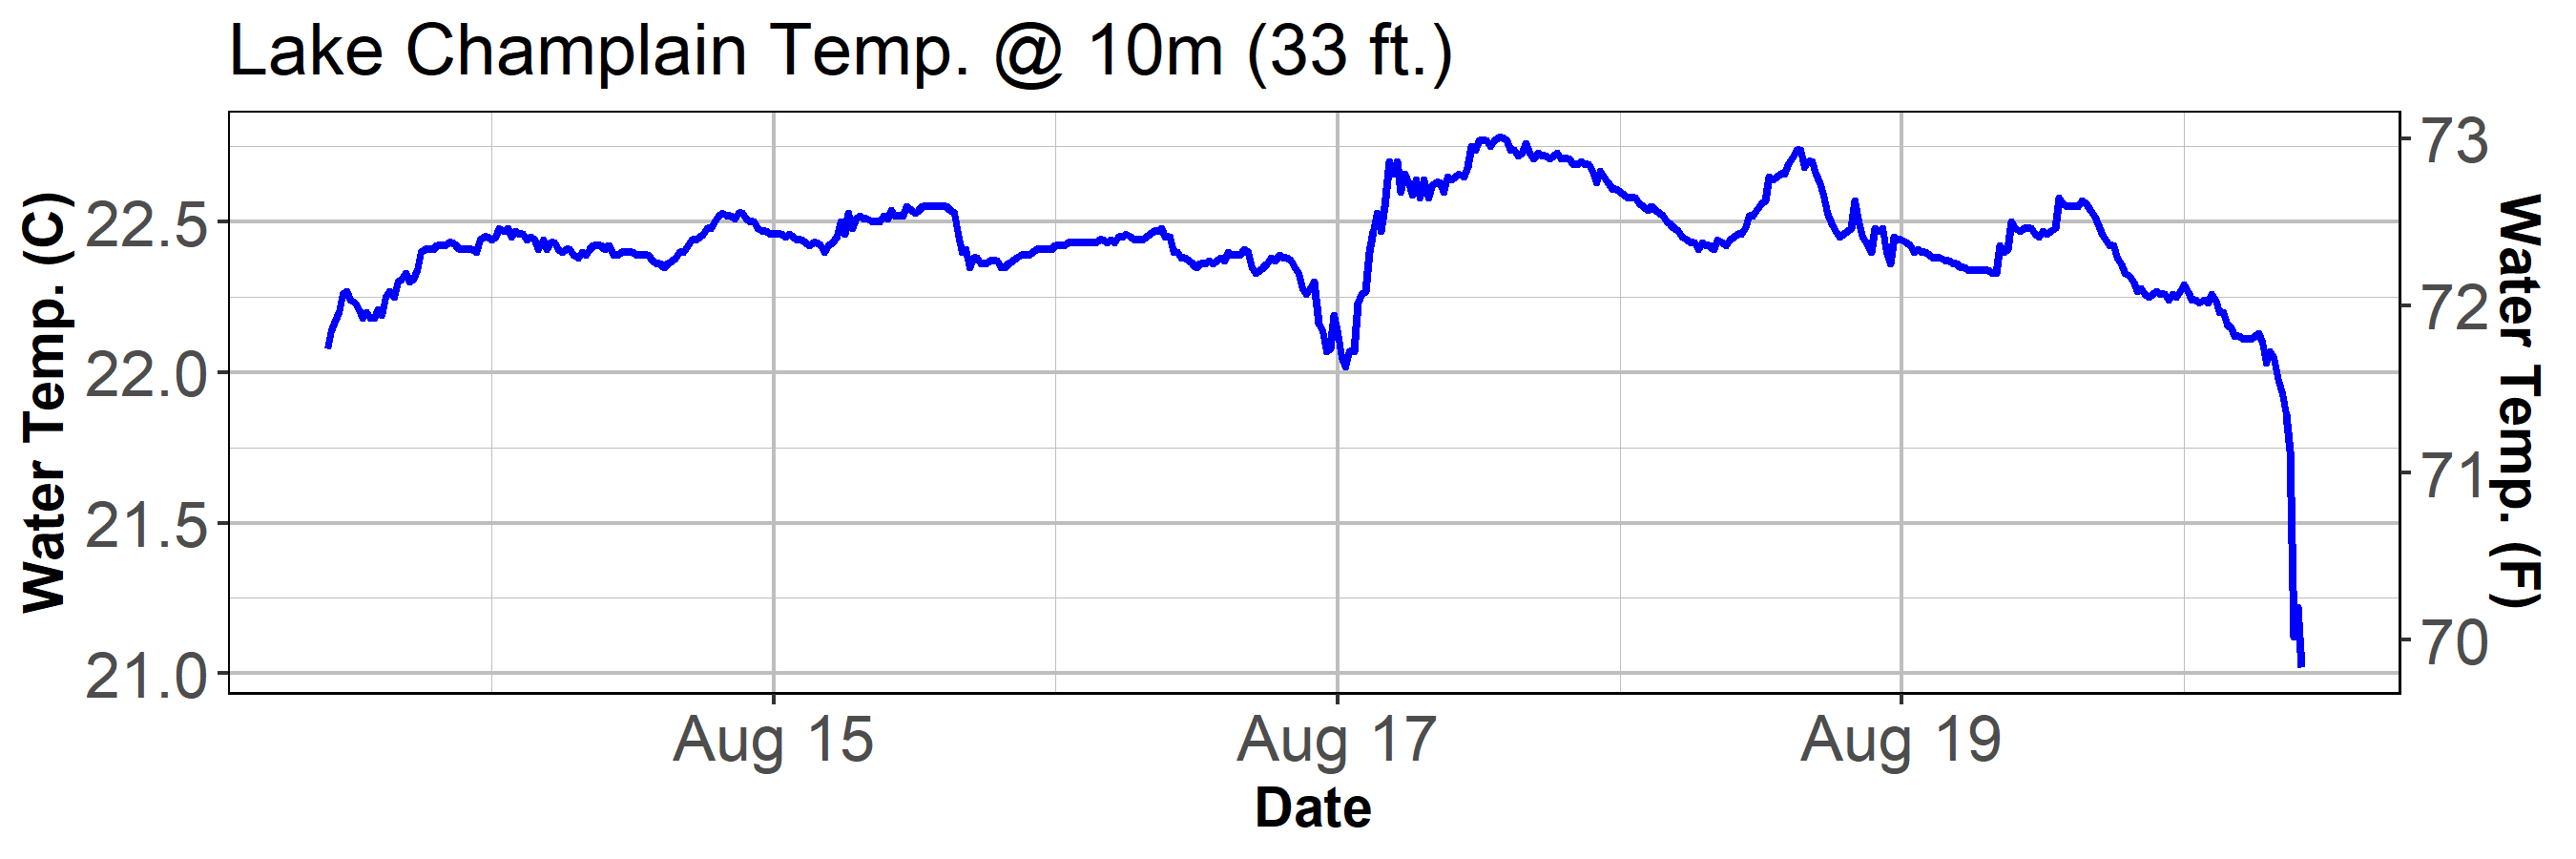 Lake Champlain Temp. @ 10m (33 ft.)
Water Temp. (C)
22.5
22.0
21.5
21.0
73
72
71
70
Water Temp. (F)
Aug 15
Aug 17
Aug 19
Date